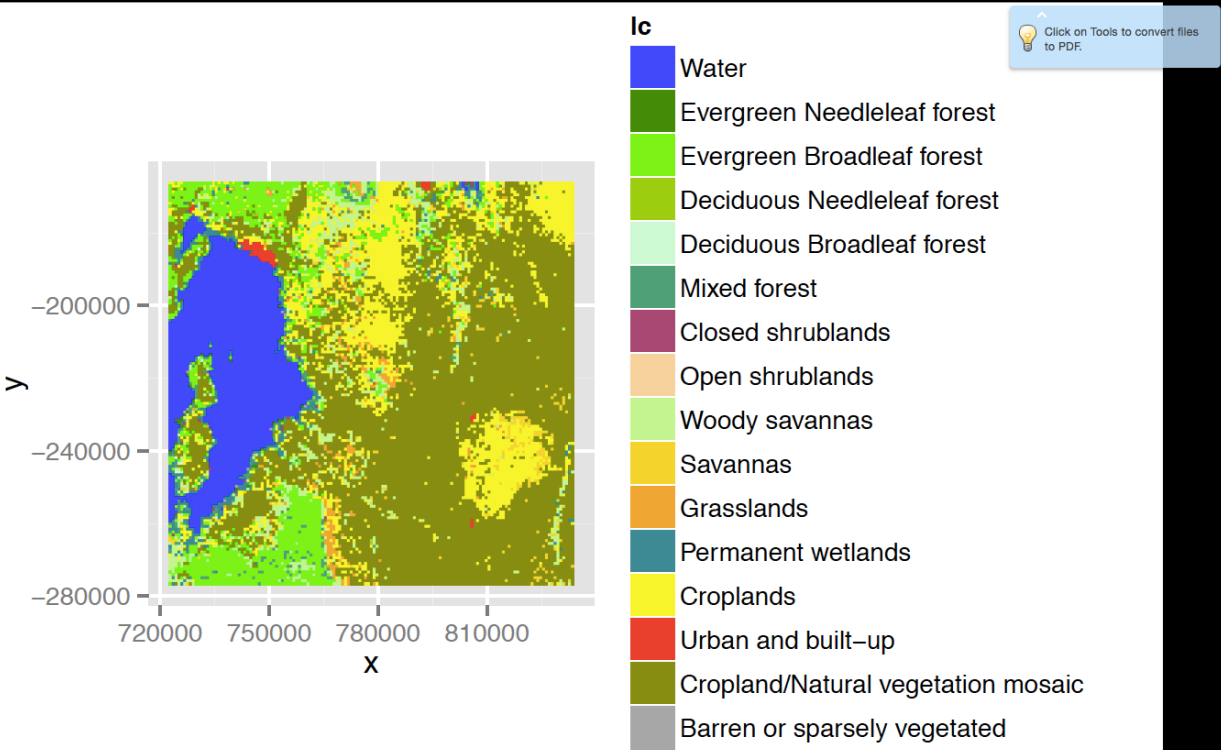 lc
Click on Tools to convert files
to PDF.
Water
Evergreen Needleleaf forest
Evergreen Broadleaf forest
Deciduous Needleleaf forest
Deciduous Broadleaf forest
Mixed forest
Closed shrublands
Open shrublands
Woody savannas
Savannas
Grasslands
Permanent wetlands
Croplands
Urban and built−up
Cropland/Natural vegetation mosaic
Barren or sparsely vegetated
y
−200000
−240000
−280000
720000 750000 780000 810000
x